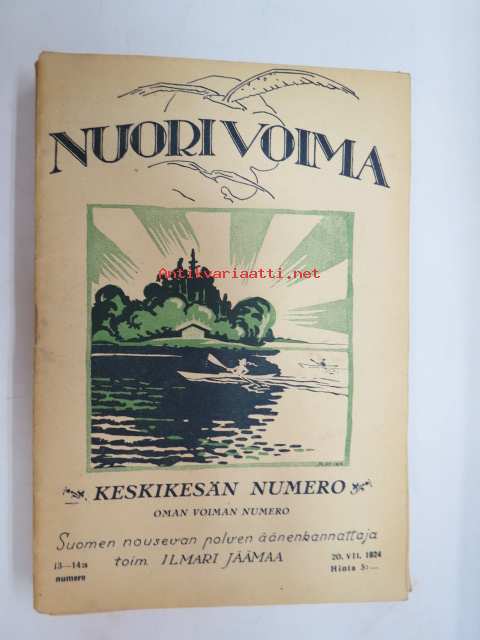 NUORI VOIMA
Antikvariaatti.net
KESKIKESÄN NUMERO
OMAN VOIMAN NUMERO
Suomen nousevan polven äänenkannattaja
13—14:s toim. ILMARI JÄÄMAA 20. VII. 1924
numero Hinta 5:—